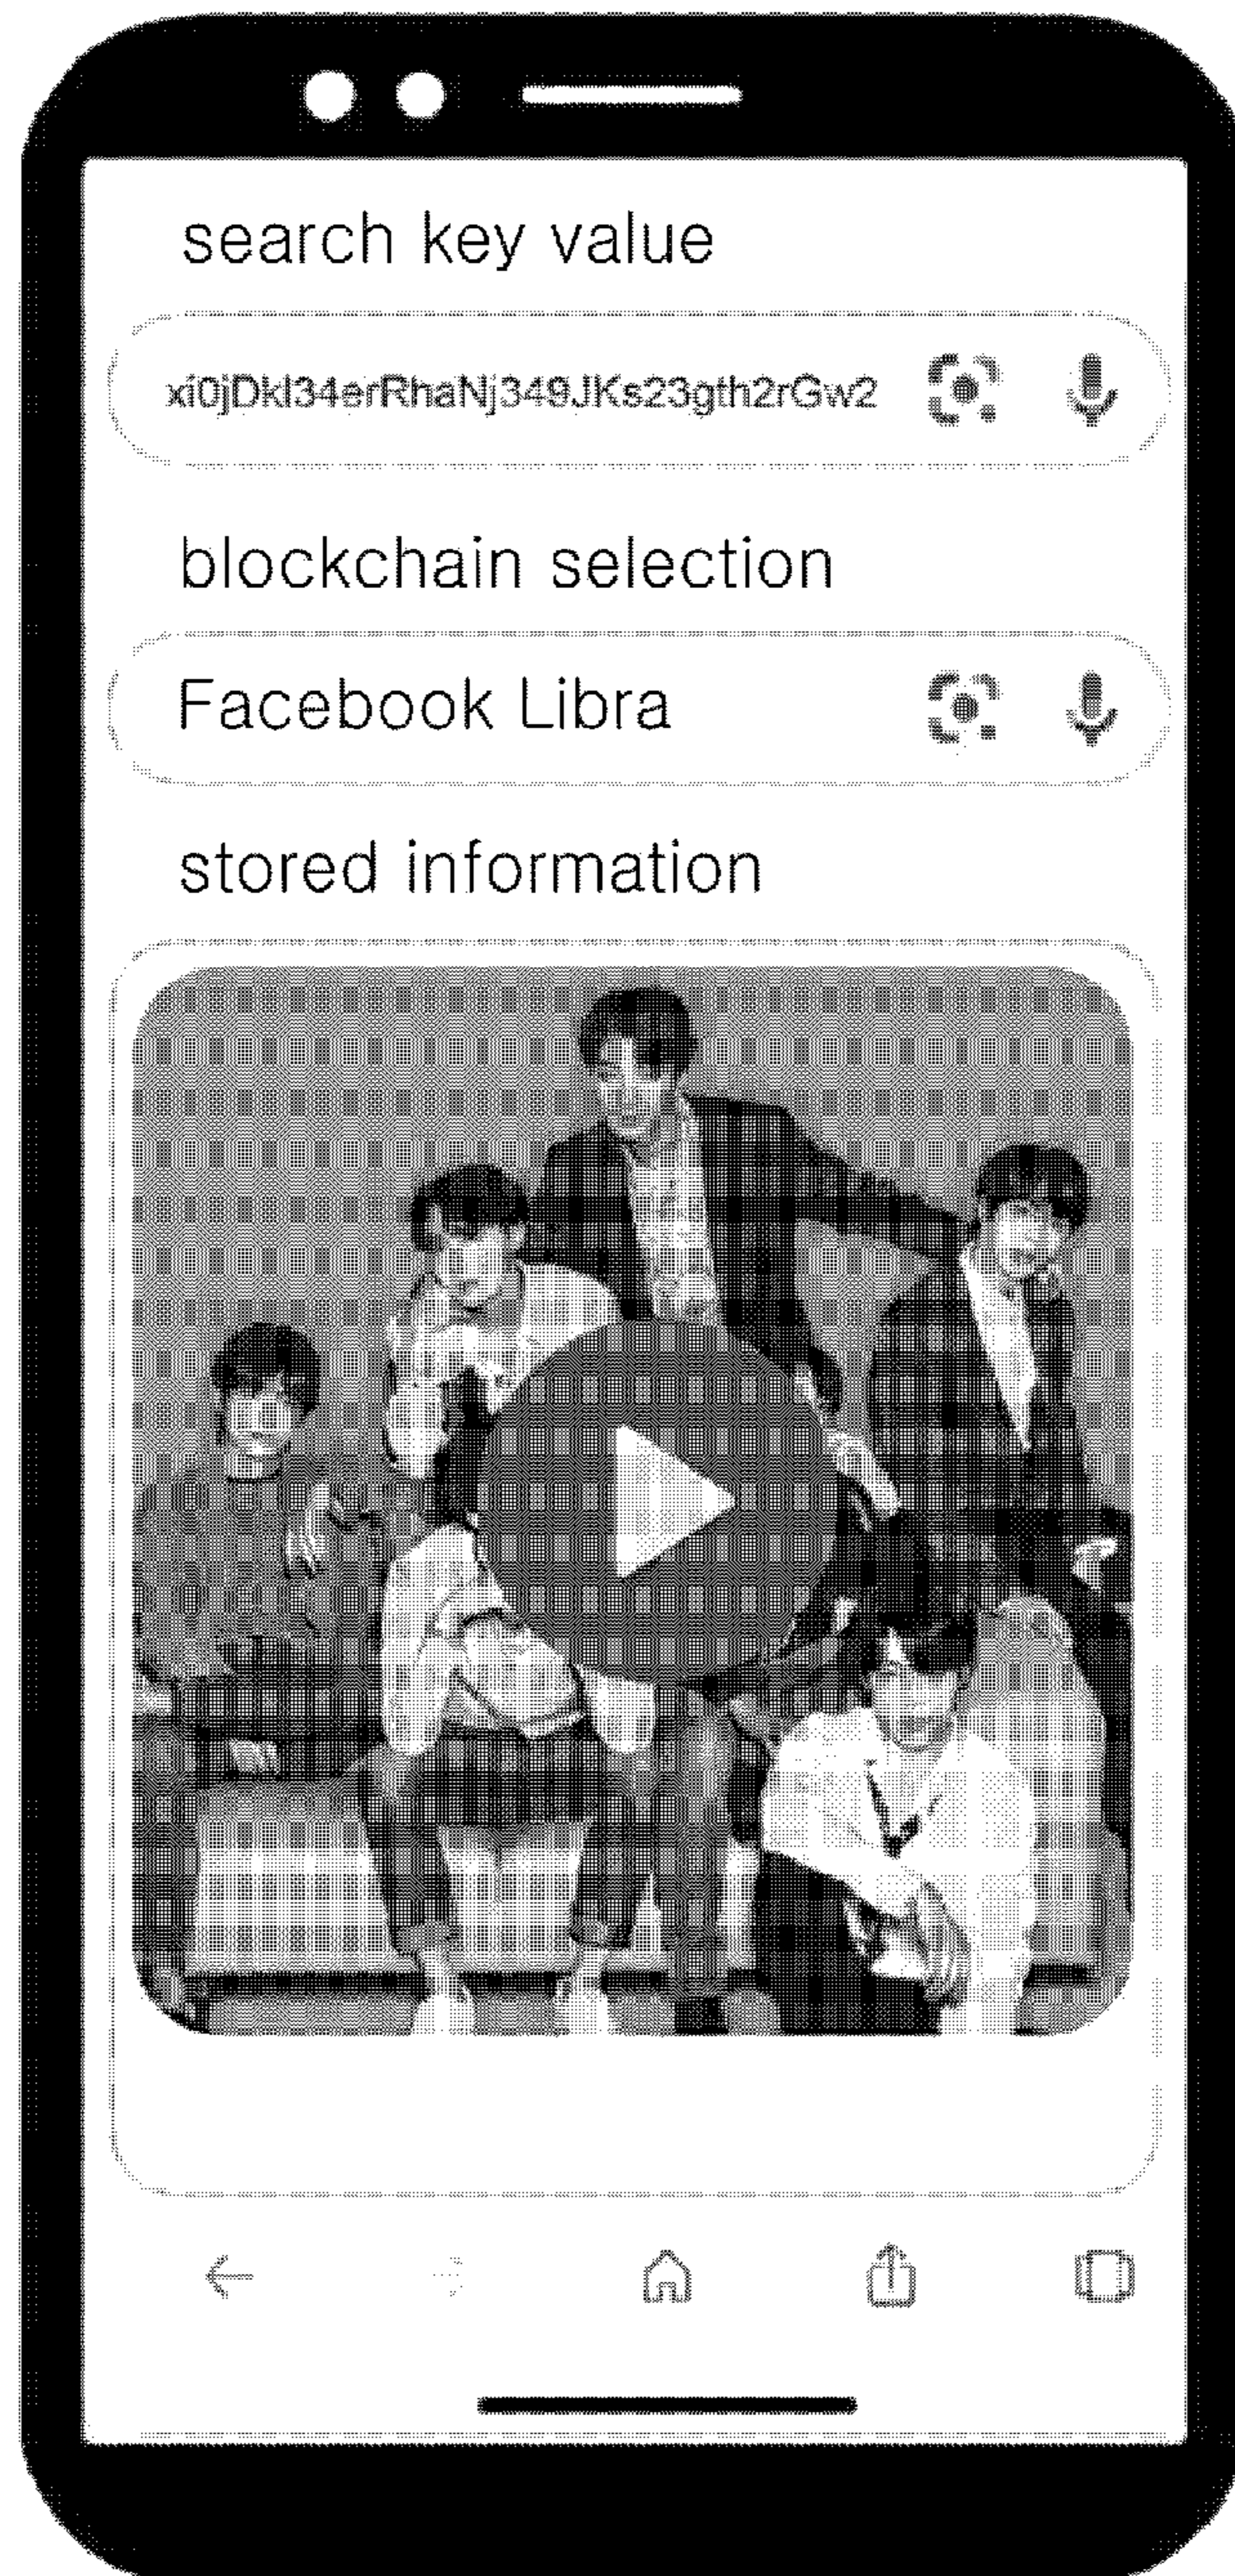 search key value
xi0jDkl34erRhaNj349JKs23gth2rGw2
blockchain selection
Facebook Libra
stored information